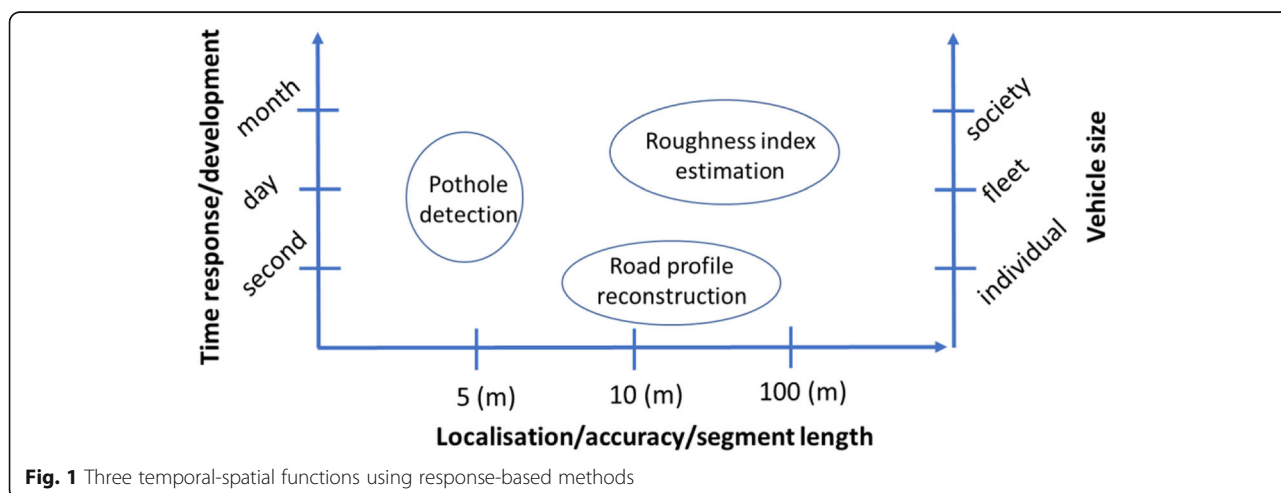 Time response/development
month
day
second
Pothole
detection
Roughness index
estimation
Road profile
reconstruction
society
fleet
individual
Vehicle size
5 (m)
10 (m)
100 (m)
Localisation/accuracy/segment length
Fig. 1 Three temporal-spatial functions using response-based methods